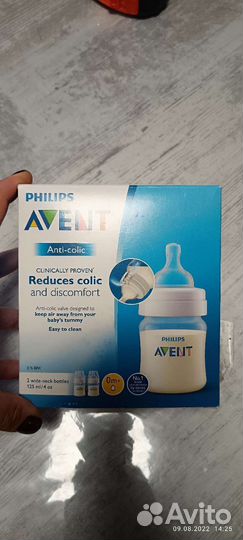 PHILIPS
AVENT
Anti-colic
CLINICALLY PROVEN
Reduces colic
and discomfort
Anti-colic valve designed to
keep air away from your
baby's tummy
Easy to clean
PHILIPS
AVENT
2 wide-neck bottles
125 ml/4 oz
0m+
No.1
Avito
09.08.2022 14:25